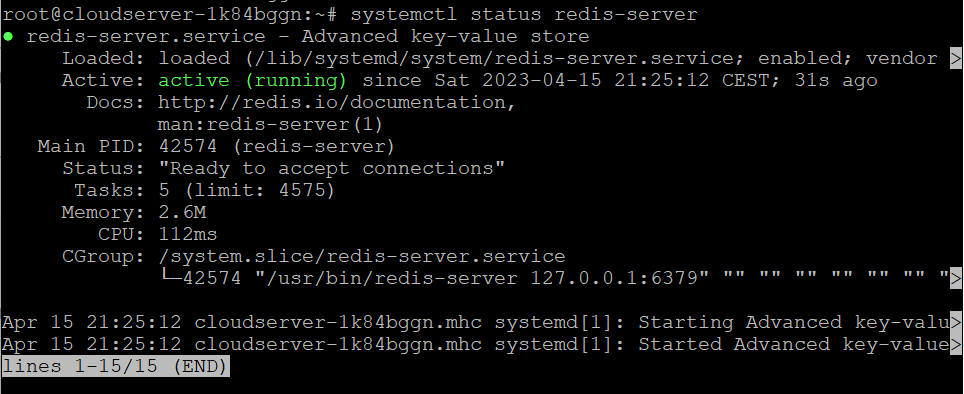 root@cloudserver-1k84bggn:~# systemctl status redis-server
● redis-server.service - Advanced key-value store
     Loaded: loaded (/lib/systemd/system/redis-server.service; enabled; vendor >
     Active: active (running) since Sat 2023-04-15 21:25:12 CEST; 31s ago
       Docs: http://redis.io/documentation,
             man:redis-server(1)
   Main PID: 42574 (redis-server)
     Status: "Ready to accept connections"
      Tasks: 5 (limit: 4575)
     Memory: 2.6M
        CPU: 112ms
     CGroup: /system.slice/redis-server.service
             └─42574 "/usr/bin/redis-server 127.0.0.1:6379" "" "" "" "" "" "" ">

Apr 15 21:25:12 cloudserver-1k84bggn.mhc systemd[1]: Starting Advanced key-valu>
Apr 15 21:25:12 cloudserver-1k84bggn.mhc systemd[1]: Started Advanced key-value>
lines 1-15/15 (END)